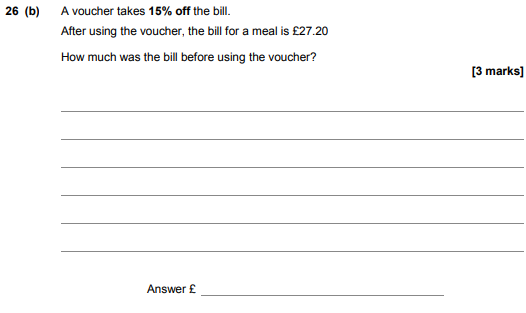 26 (b) A voucher takes 15% off the bill.
After using the voucher, the bill for a meal is £27.20
How much was the bill before using the voucher?
[3 marks]
Answer £